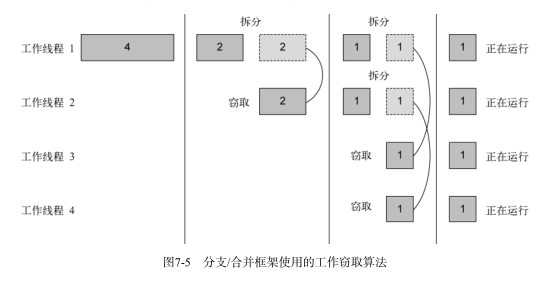 拆分 拆分
工作线程 1 4 2 2 1 1 1 正在运行
拆分
工作线程 2 窃取 2 1 1 1 正在运行
工作线程 3 窃取 1 1 正在运行
工作线程 4 窃取 1 1 正在运行
图7-5 分支/合并框架使用的工作窃取算法